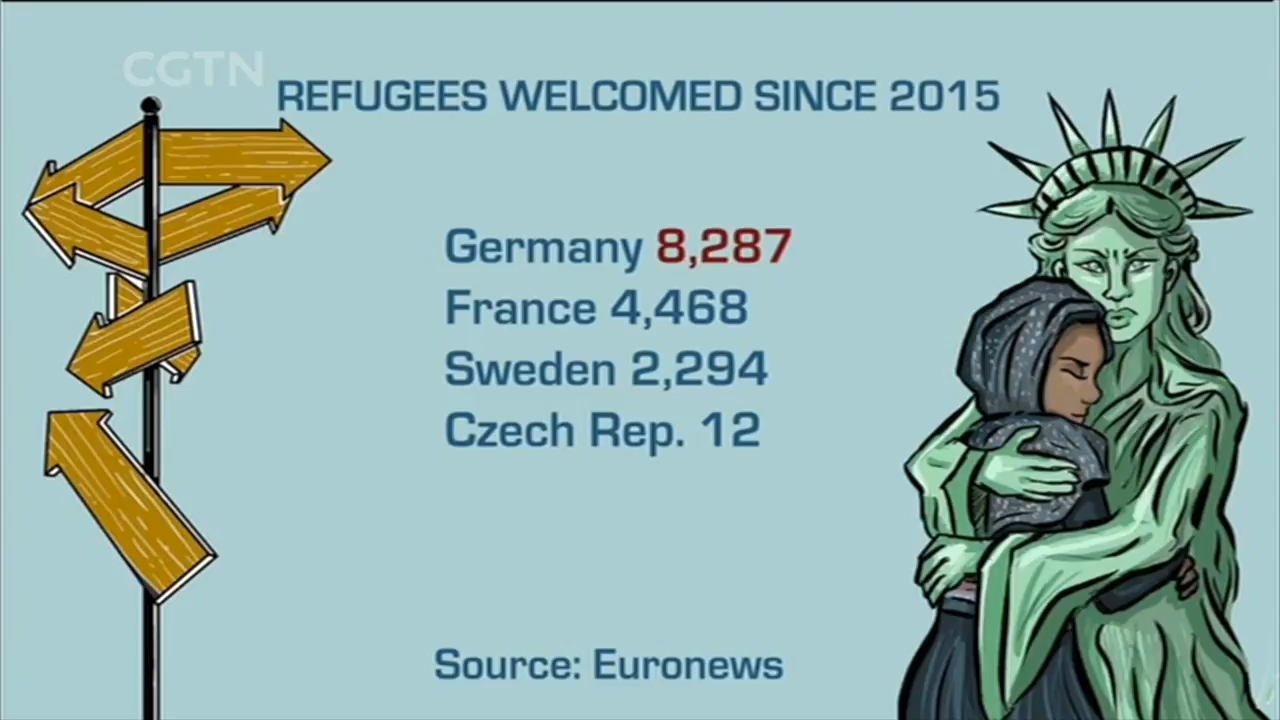 CGTN
REFUGEES WELCOMED SINCE 2015
Germany 8,287
France 4,468
Sweden 2,294
Czech Rep. 12
Source: Euronews